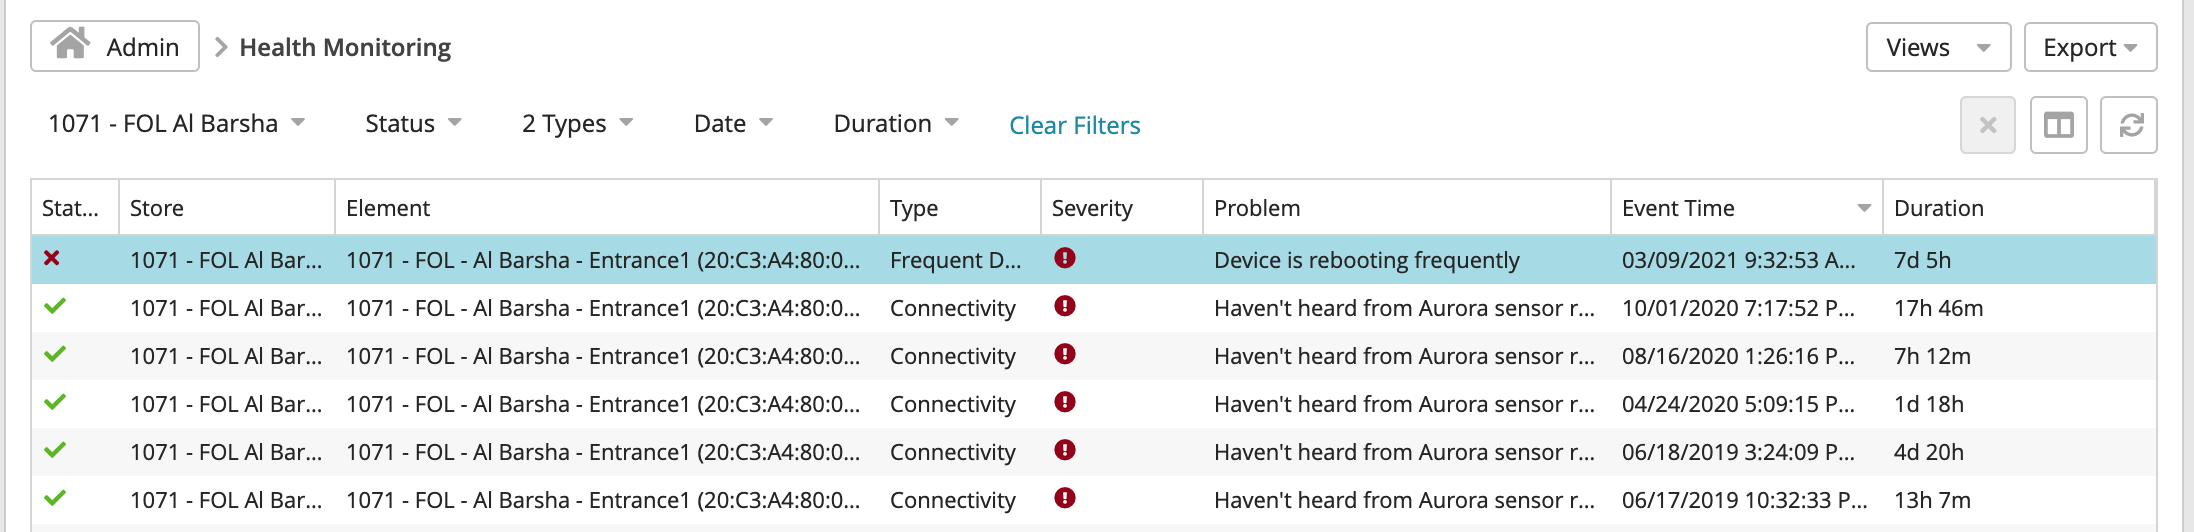 Admin > Health Monitoring Views Export
1071 - FOL Al Barsha Status 2 Types Date Duration Clear Filters
Stat... Store Element Type Severity Problem Event Time Duration
1071 - FOL Al Bar... 1071 - FOL - Al Barsha - Entrance1 (20:C3:A4:80:0... Frequent D... Device is rebooting frequently 03/09/2021 9:32:53 A... 7d 5h
1071 - FOL Al Bar... 1071 - FOL - Al Barsha - Entrance1 (20:C3:A4:80:0... Connectivity Haven't heard from Aurora sensor r... 10/01/2020 7:17:52 P... 17h 46m
1071 - FOL Al Bar... 1071 - FOL - Al Barsha - Entrance1 (20:C3:A4:80:0... Connectivity Haven't heard from Aurora sensor r... 08/16/2020 1:26:16 P... 7h 12m
1071 - FOL Al Bar... 1071 - FOL - Al Barsha - Entrance1 (20:C3:A4:80:0... Connectivity Haven't heard from Aurora sensor r... 04/24/2020 5:09:15 P... 1d 18h
1071 - FOL Al Bar... 1071 - FOL - Al Barsha - Entrance1 (20:C3:A4:80:0... Connectivity Haven't heard from Aurora sensor r... 06/18/2019 3:24:09 P... 4d 20h
1071 - FOL Al Bar... 1071 - FOL - Al Barsha - Entrance1 (20:C3:A4:80:0... Connectivity Haven't heard from Aurora sensor r... 06/17/2019 10:32:33 P... 13h 7m